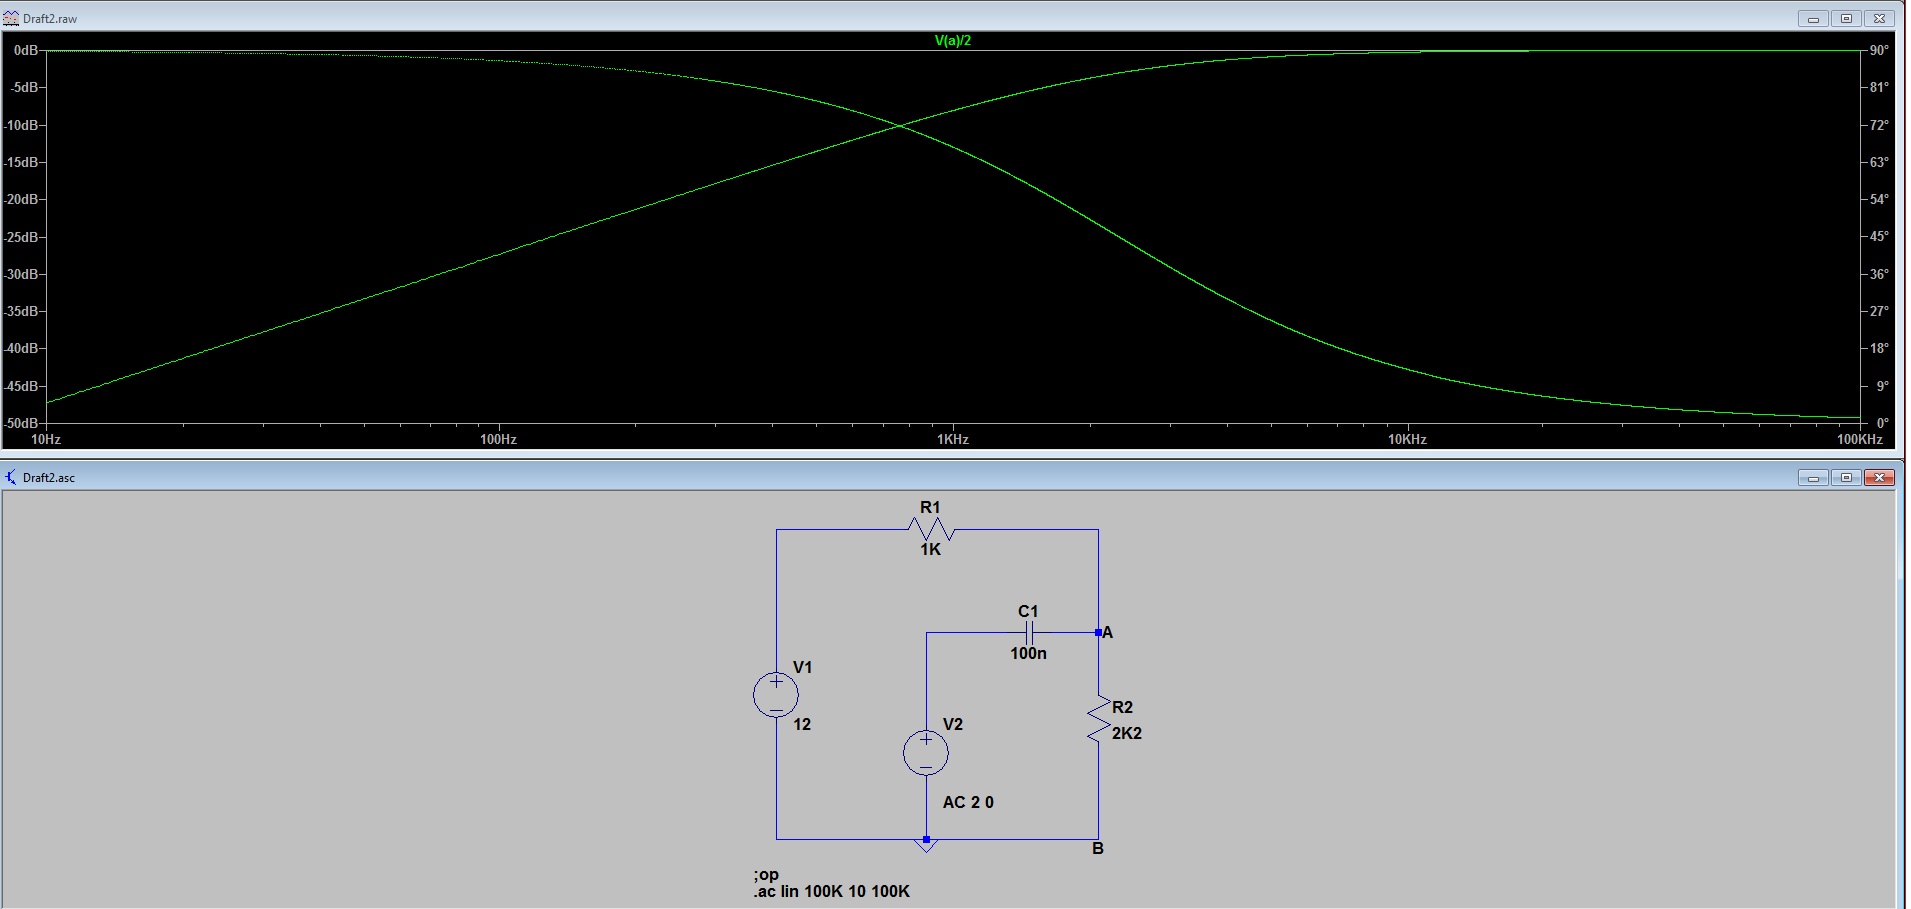 Draft2.raw
V(a)/2
0dB
-5dB
-10dB
-15dB
-20dB
-25dB
-30dB
-35dB
-40dB
-45dB
-50dB
90°
81°
72°
63°
54°
45°
36°
27°
18°
9°
0°
10Hz 100Hz 1KHz 10KHz 100KHz
Draft2.asc
R1
1K
C1
A
100n
V1
R2
12
V2
2K2
AC 2 0
B
;op
.ac lin 100K 10 100K